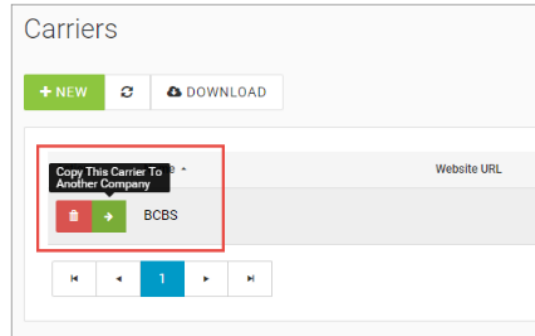 Carriers
+ NEW
DOWNLOAD
Copy This Carrier To
Another Company
Website URL
BCBS
1